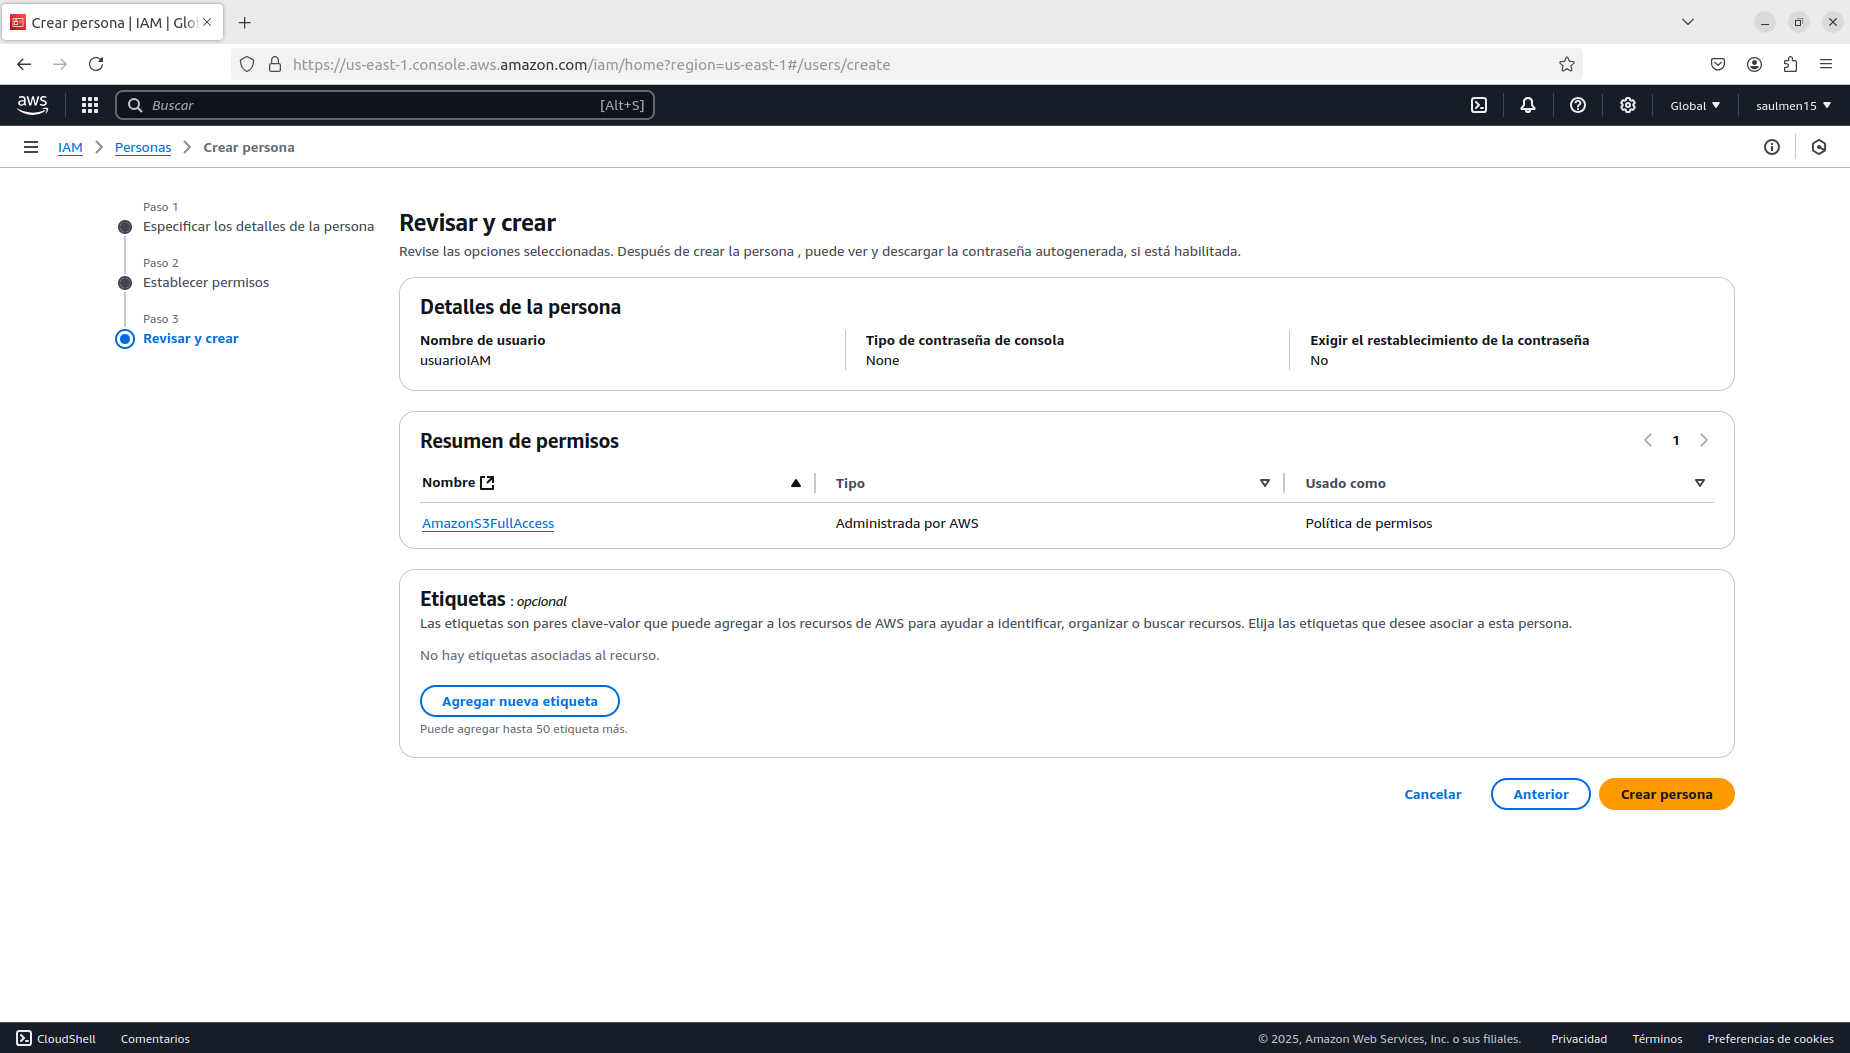 Crear persona | IAM | Glo
https://us-east-1.console.aws.amazon.com/iam/home?region=us-east-1#/users/create
aws
Buscar
[Alt+S]
Global
saulmen15
IAM
Personas
Crear persona
Paso 1
Especificar los detalles de la persona
Paso 2
Establecer permisos
Paso 3
Revisar y crear
Revisar y crear
Revise las opciones seleccionadas. Después de crear la persona , puede ver y descargar la contraseña autogenerada, si está habilitada.
Detalles de la persona
Nombre de usuario
usuarioIAM
Tipo de contraseña de consola
None
Exigir el restablecimiento de la contraseña
No
Resumen de permisos
1
Nombre
Tipo
Usado como
AmazonS3FullAccess
Administrada por AWS
Política de permisos
Etiquetas : opcional
Las etiquetas son pares clave-valor que puede agregar a los recursos de AWS para ayudar a identificar, organizar o buscar recursos. Elija las etiquetas que desee asociar a esta persona.
No hay etiquetas asociadas al recurso.
Agregar nueva etiqueta
Puede agregar hasta 50 etiqueta más.
Cancelar
Anterior
Crear persona
CloudShell
Comentarios
© 2025, Amazon Web Services, Inc. o sus filiales.
Privacidad
Términos
Preferencias de cookies